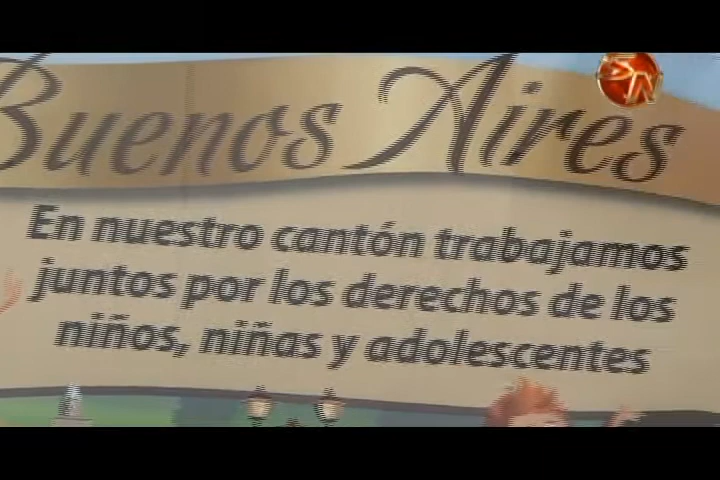 Buenos Aires
En nuestro cantón trabajamos
juntos por los derechos de los
niños, niñas y adolescentes